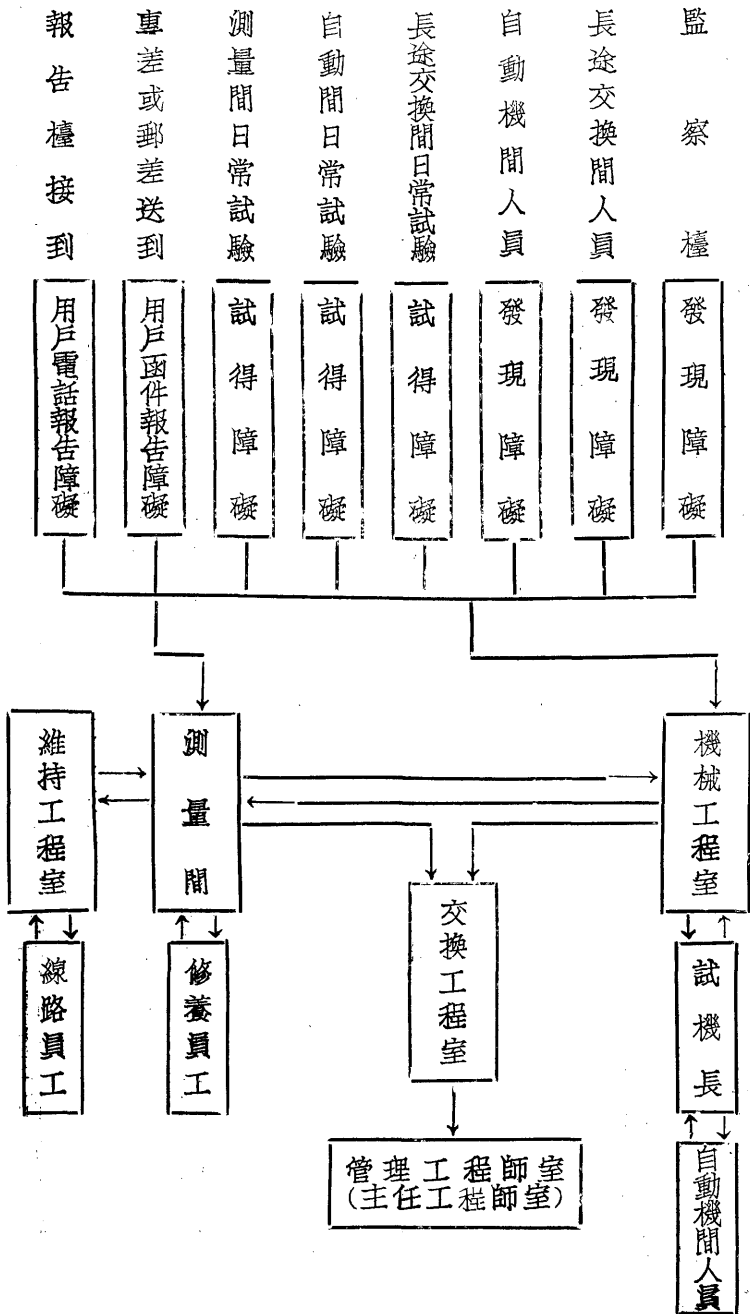 監察檯
長途交換間人員
自動機間人員
長途交換間日常試驗
自動間日常試驗
測量間日常試驗
專差或郵差送到
報告檯接到
發現障礙
發現障礙
發現障礙
試得障礙
試得障礙
試得障礙
用戶函件報告障礙
用戶電話報告障礙
機械工程室
測量間
維持工程室
交換工程室
試機長
修養員工
線路員工
管理工程師室
(主任工程師室)
自動機間人員